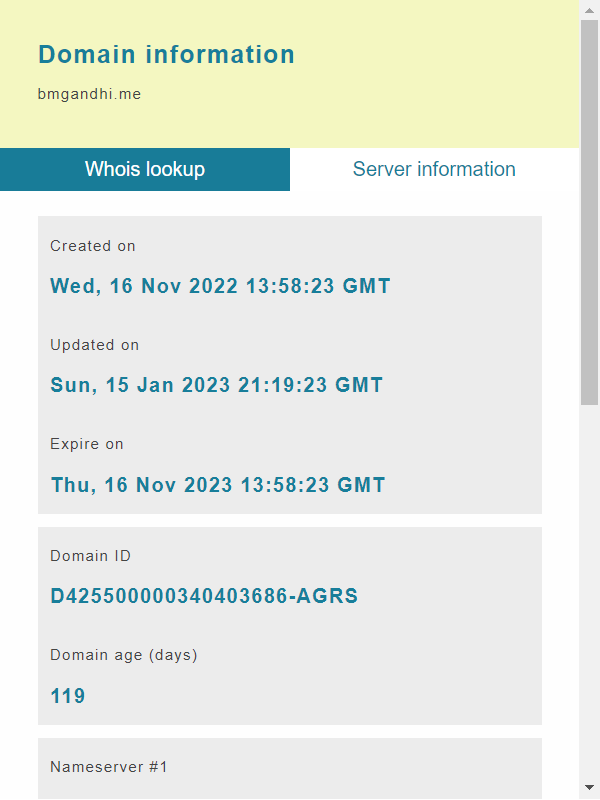 Domain information
bmgandhi.me
Whois lookup
Server information
Created on
Wed, 16 Nov 2022 13:58:23 GMT
Updated on
Sun, 15 Jan 2023 21:19:23 GMT
Expire on
Thu, 16 Nov 2023 13:58:23 GMT
Domain ID
D425500000340403686-AGRS
Domain age (days)
119
Nameserver #1